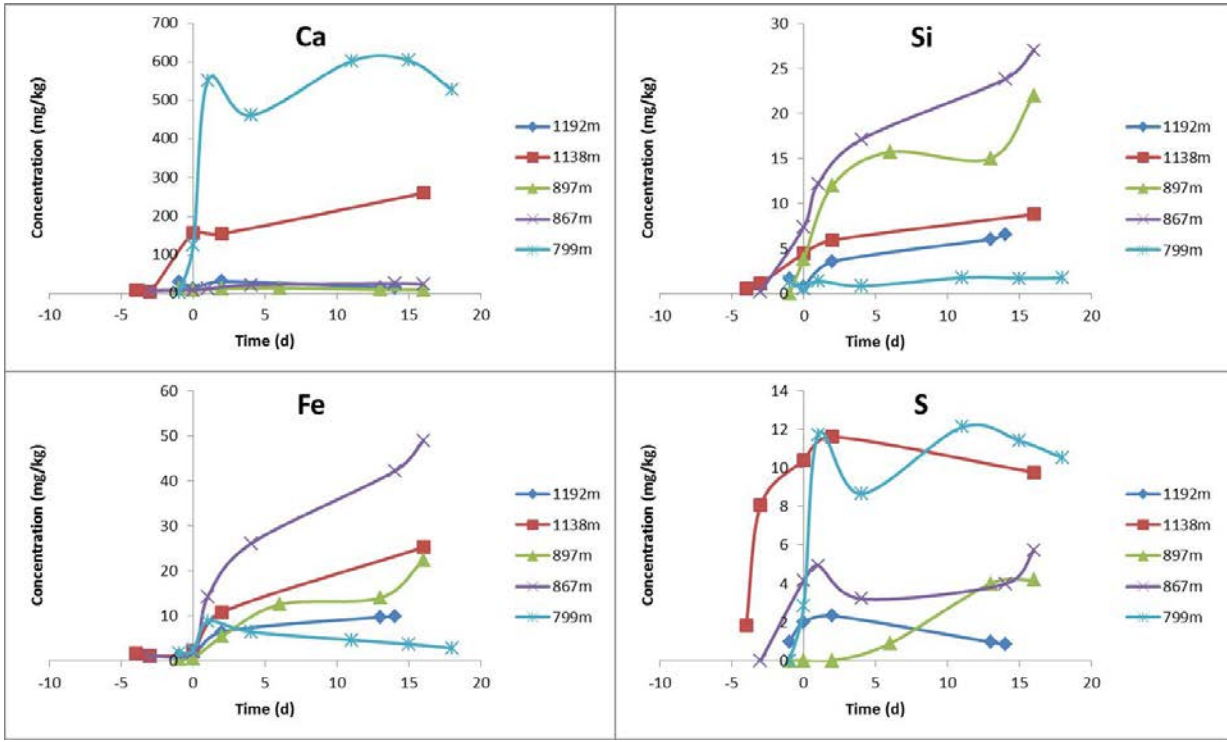 Ca
700
600
500
400
300
200
100
0
Concentration (mg/kg)
-10 -5 0 5 10 15 20
Time (d)
1192m
1138m
897m
867m
799m
Si
30
25
20
15
10
5
0
Concentration (mg/kg)
-10 -5 0 5 10 15 20
Time (d)
1192m
1138m
897m
867m
799m
Fe
60
50
40
30
20
10
0
Concentration (mg/kg)
-10 -5 0 5 10 15 20
Time (d)
1192m
1138m
897m
867m
799m
S
14
12
10
8
6
4
2
0
Concentration (mg/kg)
-10 -5 0 5 10 15 20
Time (d)
1192m
1138m
897m
867m
799m